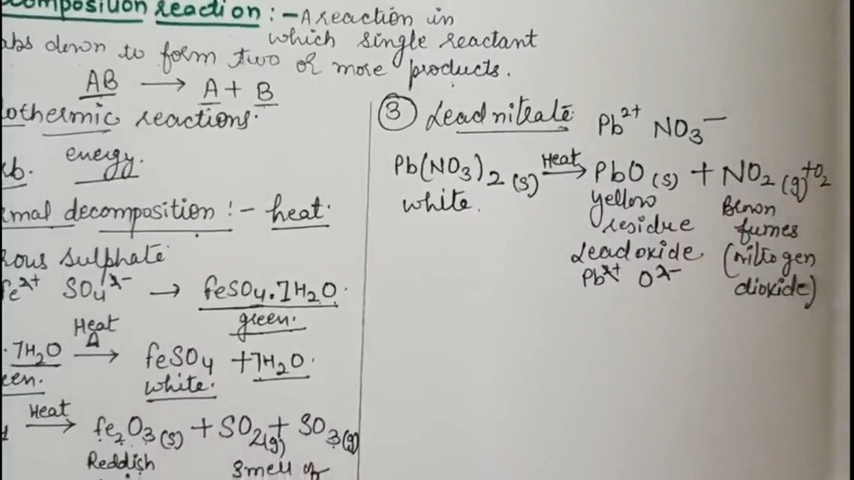 omposition reaction :- A reaction in
which single reactant
down to form two or more products.
AB → A + B
othermic reactions.
energy.
mal decomposition :- heat.
rous sulphate
Fe²⁺ SO₄²⁻ → feSO₄.7H₂O
green.
.7H₂O Heat Δ → feSO₄ + 7H₂O.
een. white.
Heat → fe₂O₃(s) + SO₂(g) + SO₃(g)
Reddish Smell of
③ Lead nitrate Pb²⁺ NO₃⁻
Pb(NO₃)₂(s) Heat → PbO(s) + NO₂(g) + O₂
white. yellow Brown
residue fumes
Lead oxide (nitrogen
Pb²⁺ O²⁻ dioxide)